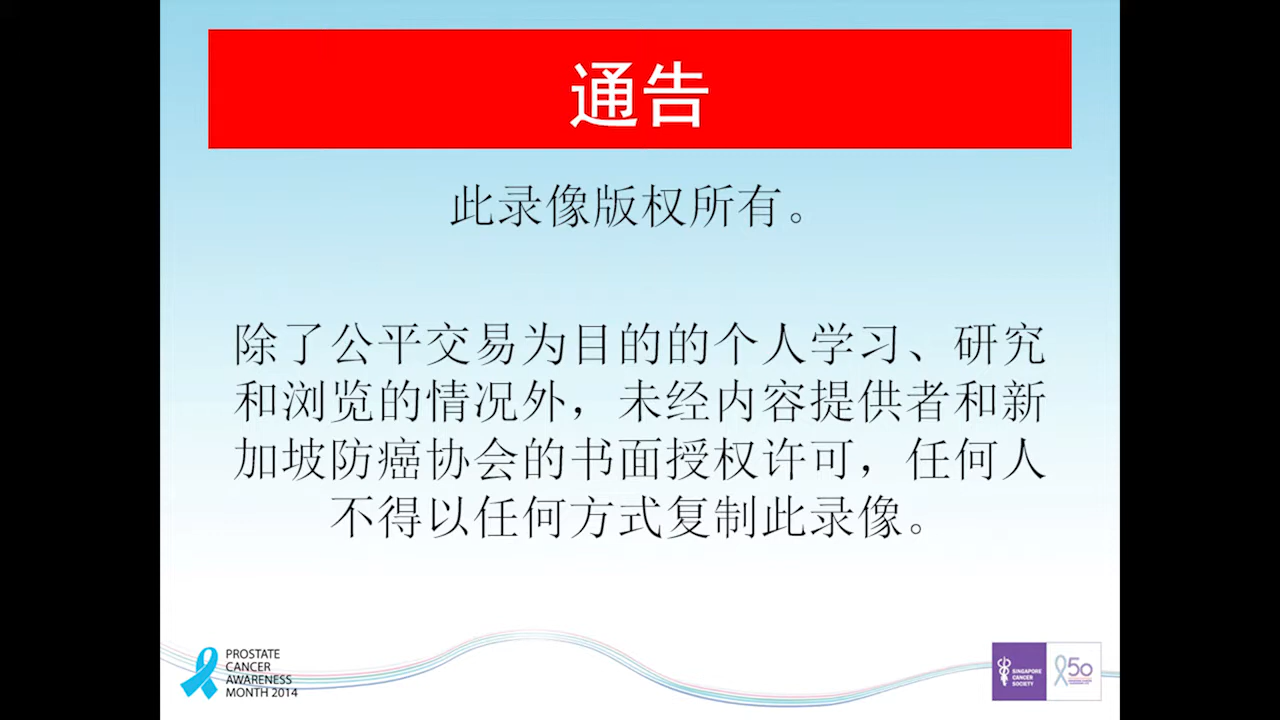 通告
此录像版权所有。
除了公平交易为目的的个人学习、研究
和浏览的情况外，未经内容提供者和新
加坡防癌协会的书面授权许可，任何人
不得以任何方式复制此录像。
PROSTATE
CANCER
AWARENESS
MONTH 2014
SINGAPORE
CANCER
SOCIETY
50